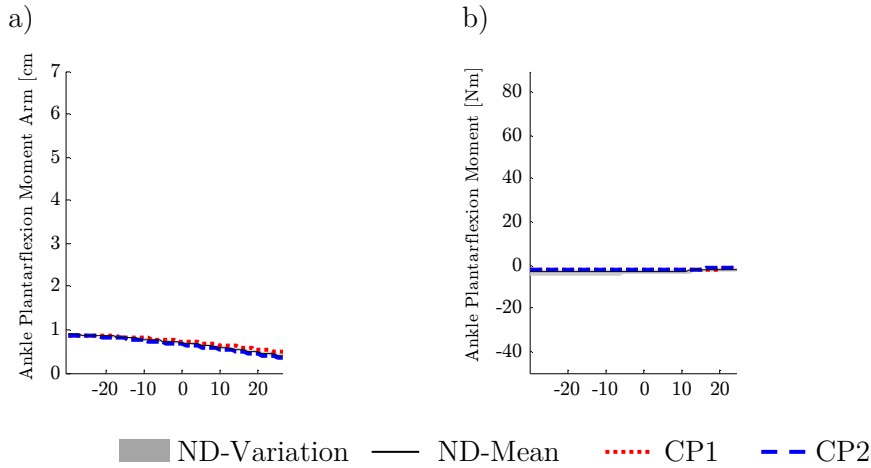 a)
b)
Ankle Plantarflexion Moment Arm [cm
7
6
5
4
3
2
1
0
-20 -10 0 10 20
Ankle Plantarflexion Moment [Nm]
80
60
40
20
0
-20
-40
-20 -10 0 10 20
ND-Variation ND-Mean CP1 CP2